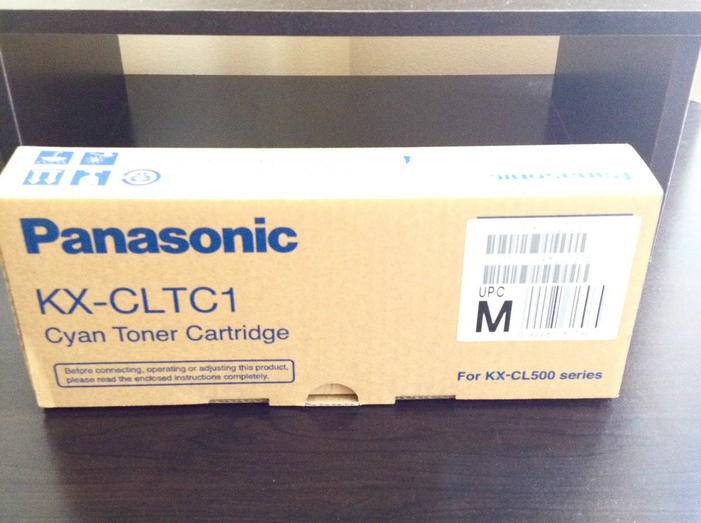 Panasonic
Panasonic
KX-CLTC1
Cyan Toner Cartridge
Before connecting, operating or adjusting this product,
please read the enclosed instructions completely.
UPC
M
For KX-CL500 series